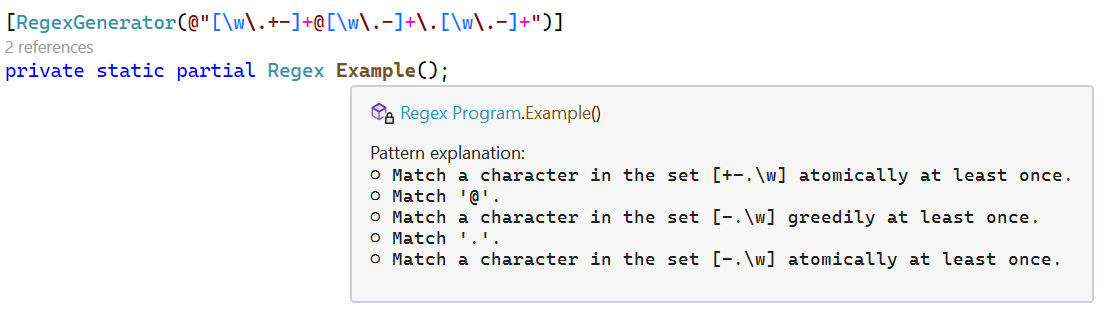 [RegexGenerator(@"[\w\.+-]+@[\w\.-]+\.[\w\.-]+")]
2 references
private static partial Regex Example();
Regex Program.Example()
Pattern explanation:
○ Match a character in the set [+-.\w] atomically at least once.
○ Match '@'.
○ Match a character in the set [-.\w] greedily at least once.
○ Match '.'.
○ Match a character in the set [-.\w] atomically at least once.